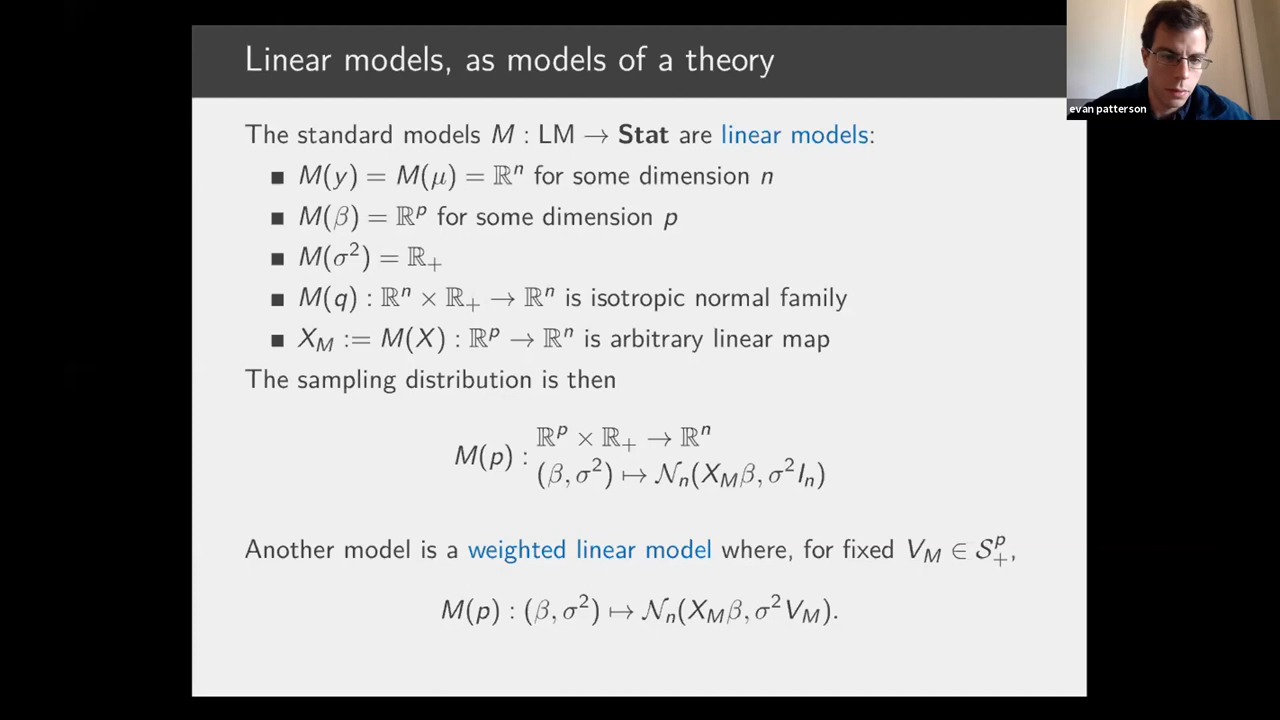 Linear models, as models of a theory
evan patterson
The standard models M : LM → Stat are linear models:
■ M(y) = M(μ) = ℝⁿ for some dimension n
■ M(β) = ℝᵖ for some dimension p
■ M(σ²) = ℝ₊
■ M(q) : ℝⁿ × ℝ₊ → ℝⁿ is isotropic normal family
■ X_M := M(X) : ℝᵖ → ℝⁿ is arbitrary linear map
The sampling distribution is then
M(p) : ℝᵖ × ℝ₊ → ℝⁿ
(β, σ²) ↦ 𝒩ₙ(X_Mβ, σ²Iₙ)
Another model is a weighted linear model where, for fixed V_M ∈ 𝒮₊ᵖ,
M(p) : (β, σ²) ↦ 𝒩ₙ(X_Mβ, σ²V_M).